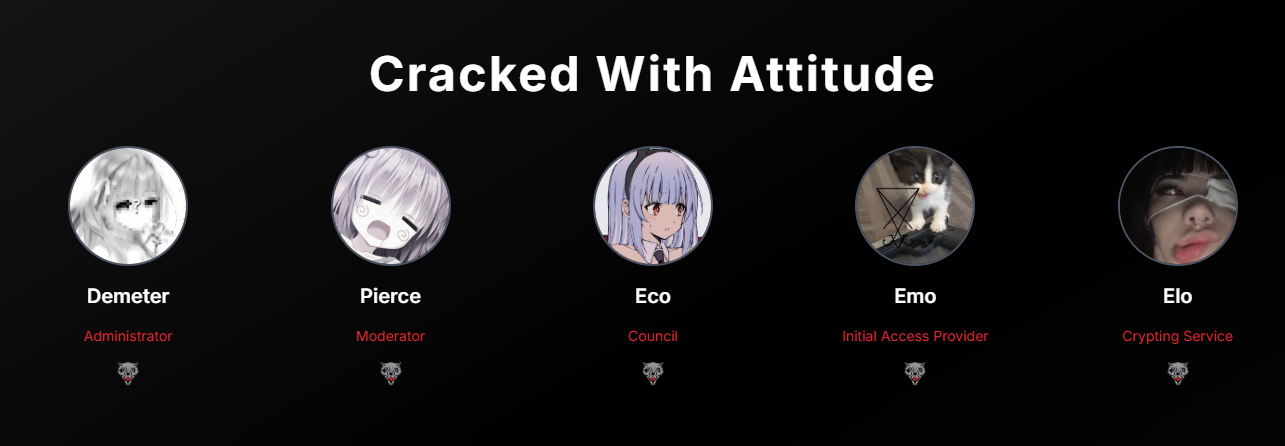 Cracked With Attitude
Demeter
Pierce
Eco
Emo
Elo
Administrator
Moderator
Council
Initial Access Provider
Crypting Service